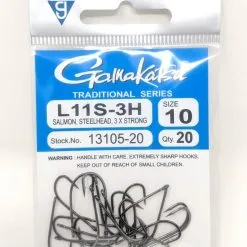 Gamakatsu
TRADITIONAL SERIES
L11S-3H
SALMON, STEELHEAD, 3 X STRONG
SIZE
10
Stock.No. 13105-20
Qty. 20
WARNING: HANDLE WITH CARE. EXTREMELY SHARP HOOKS.
KEEP OUT OF REACH OF SMALL CHILDREN.